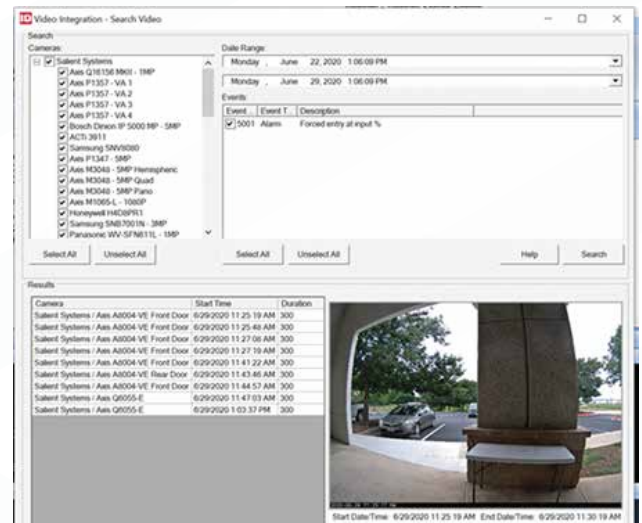 ID Video Integration - Search Video
Search
Cameras:
Salient Systems
Axis Q16156 MKII - 1MP
Axis P1357 - VA 1
Axis P1357 - VA 2
Axis P1357 - VA 3
Axis P1357 - VA 4
Bosch Dinion IP 5000 MP - 5MP
ACTi 3911
Samsung SNV8080
Axis P1347 - 5MP
Axis M3048 - 5MP Hemispheric
Axis M3048 - 5MP Quad
Axis M3048 - 5MP Pano
Axis M1065-L - 1080P
Honeywell H4D8PR1
Samsung SNB7001N - 3MP
Panasonic WV-SFN611L - 1MP
Select All Unselect All
Date Range:
Monday , June 22, 2020 1:06:09 PM
Monday , June 29, 2020 1:06:09 PM
Events:
Event .. Event T.. Description
5001 Alarm Forced entry at input %
Select All Unselect All
Help Search
Results
Camera Start Time Duration
Salient Systems / Axis A8004-VE Front Door 6/29/2020 11:25:19 AM 300
Salient Systems / Axis A8004-VE Front Door 6/29/2020 11:25:48 AM 300
Salient Systems / Axis A8004-VE Front Door 6/29/2020 11:27:08 AM 300
Salient Systems / Axis A8004-VE Front Door 6/29/2020 11:27:19 AM 300
Salient Systems / Axis A8004-VE Front Door 6/29/2020 11:41:22 AM 300
Salient Systems / Axis A8004-VE Rear Door 6/29/2020 11:43:46 AM 300
Salient Systems / Axis A8004-VE Front Door 6/29/2020 11:44:57 AM 300
Salient Systems / Axis Q6055-E 6/29/2020 11:47:03 AM 300
Salient Systems / Axis Q6055-E 6/29/2020 1:03:37 PM 300
Start Date/Time: 6/29/2020 11:25:19 AM End Date/Time: 6/29/2020 11:30:19 AM